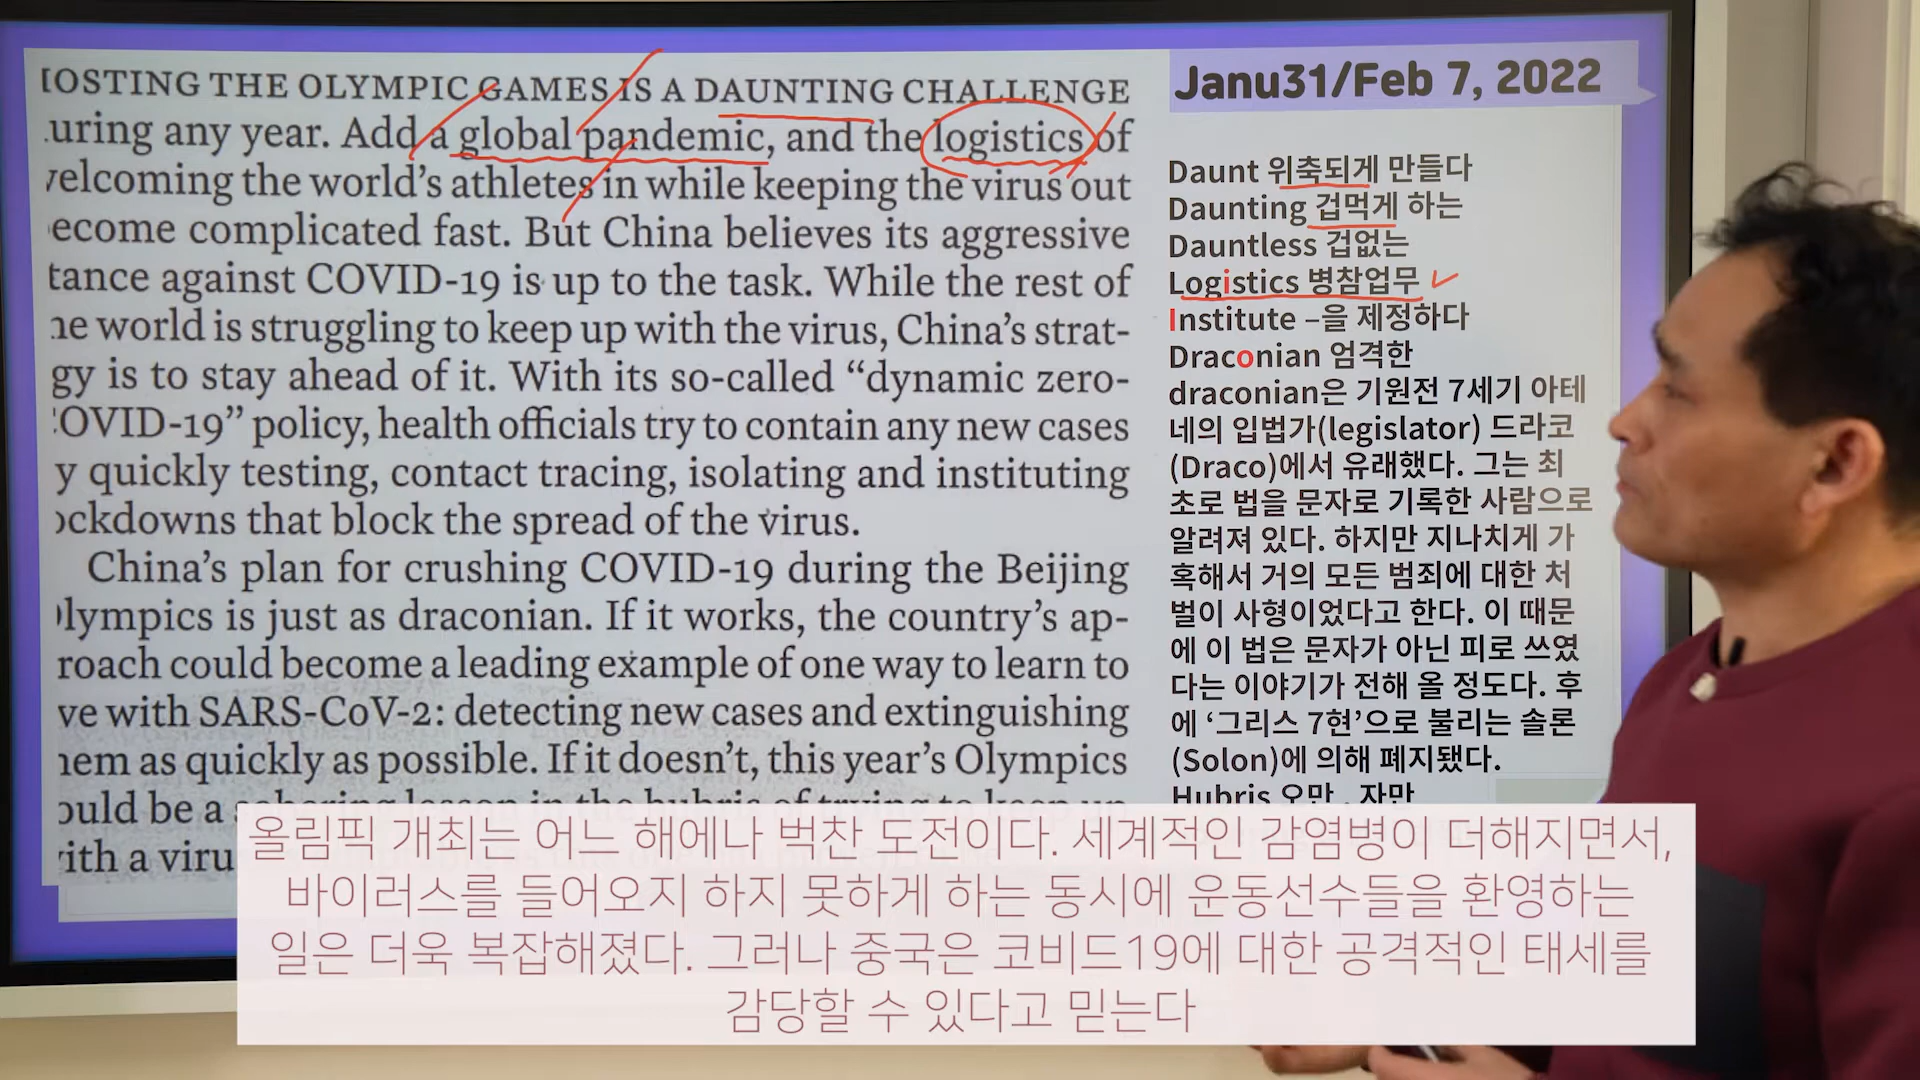 OSTING THE OLYMPIC GAMES IS A DAUNTING CHALLENGE
uring any year. Add a global pandemic, and the logistics of
elcoming the world's athletes in while keeping the virus out
ecome complicated fast. But China believes its aggressive
tance against COVID-19 is up to the task. While the rest of
he world is struggling to keep up with the virus, China's strat-
gy is to stay ahead of it. With its so-called “dynamic zero-
OVID-19” policy, health officials try to contain any new cases
y quickly testing, contact tracing, isolating and instituting
ockdowns that block the spread of the virus.
China's plan for crushing COVID-19 during the Beijing
lympics is just as draconian. If it works, the country's ap-
roach could become a leading example of one way to learn to
ve with SARS-CoV-2: detecting new cases and extinguishing
hem as quickly as possible. If it doesn't, this year's Olympics
ould be a sobering lesson in the hubris of trying to keep up
ith a viru
Janu31/Feb 7, 2022
Daunt 위축되게 만들다
Daunting 겁먹게 하는
Dauntless 겁없는
Logistics 병참업무
Institute –을 제정하다
Draconian 엄격한
draconian은 기원전 7세기 아테
네의 입법가(legislator) 드라코
(Draco)에서 유래했다. 그는 최
초로 법을 문자로 기록한 사람으로
알려져 있다. 하지만 지나치게 가
혹해서 거의 모든 범죄에 대한 처
벌이 사형이었다고 한다. 이 때문
에 이 법은 문자가 아닌 피로 쓰였
다는 이야기가 전해 올 정도다. 후
에 ‘그리스 7현’으로 불리는 솔론
(Solon)에 의해 폐지됐다.
Hubris 오만, 자만
올림픽 개최는 어느 해에나 벅찬 도전이다. 세계적인 감염병이 더해지면서,
바이러스를 들어오지 하지 못하게 하는 동시에 운동선수들을 환영하는
일은 더욱 복잡해졌다. 그러나 중국은 코비드19에 대한 공격적인 태세를
감당할 수 있다고 믿는다